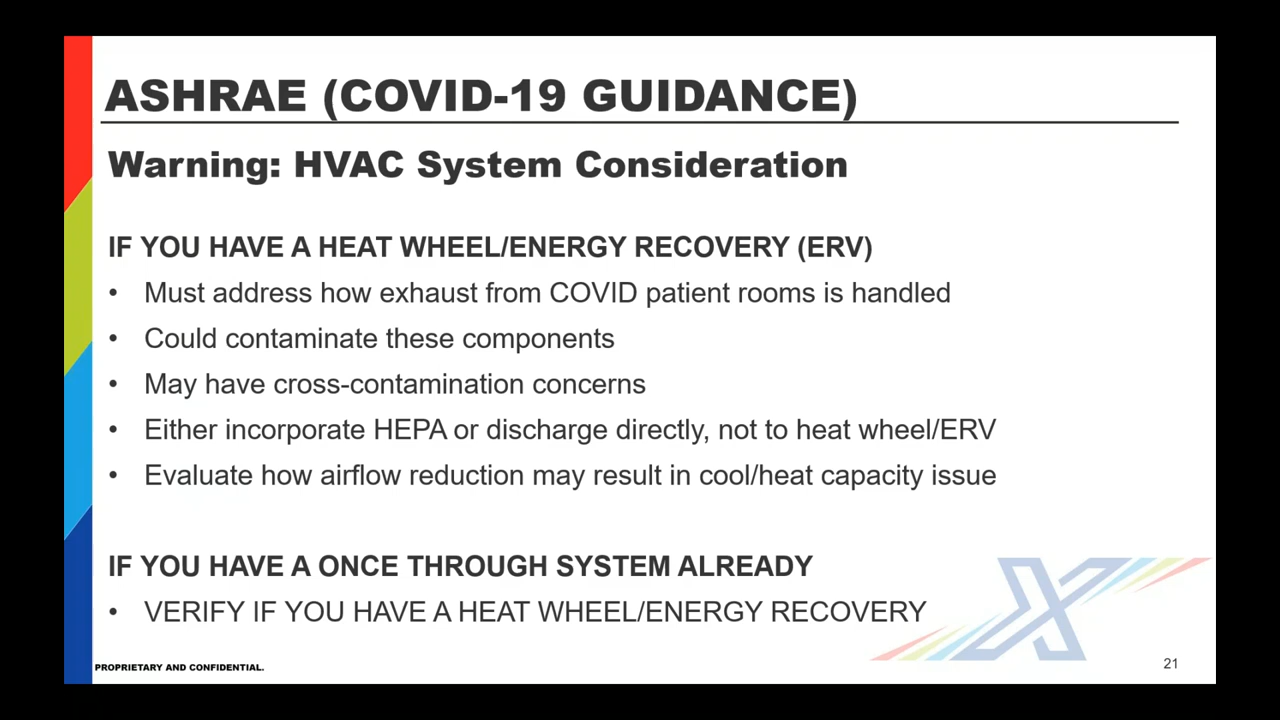 ASHRAE (COVID-19 GUIDANCE)
Warning: HVAC System Consideration
IF YOU HAVE A HEAT WHEEL/ENERGY RECOVERY (ERV)
• Must address how exhaust from COVID patient rooms is handled
• Could contaminate these components
• May have cross-contamination concerns
• Either incorporate HEPA or discharge directly, not to heat wheel/ERV
• Evaluate how airflow reduction may result in cool/heat capacity issue
IF YOU HAVE A ONCE THROUGH SYSTEM ALREADY
• VERIFY IF YOU HAVE A HEAT WHEEL/ENERGY RECOVERY
X
PROPRIETARY AND CONFIDENTIAL.
21